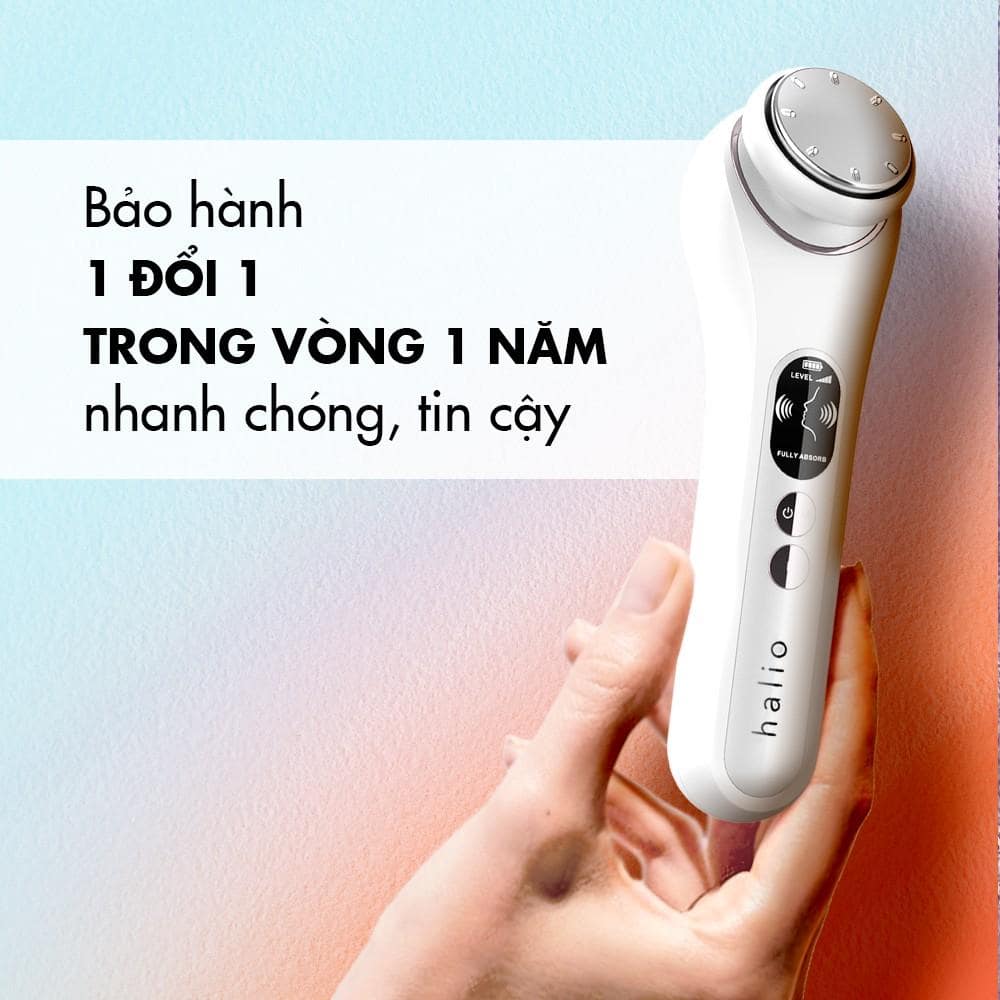 Bảo hành
1 ĐỔI 1
TRONG VÒNG 1 NĂM
nhanh chóng, tin cậy
LEVEL
FULLY ABSORB
halio